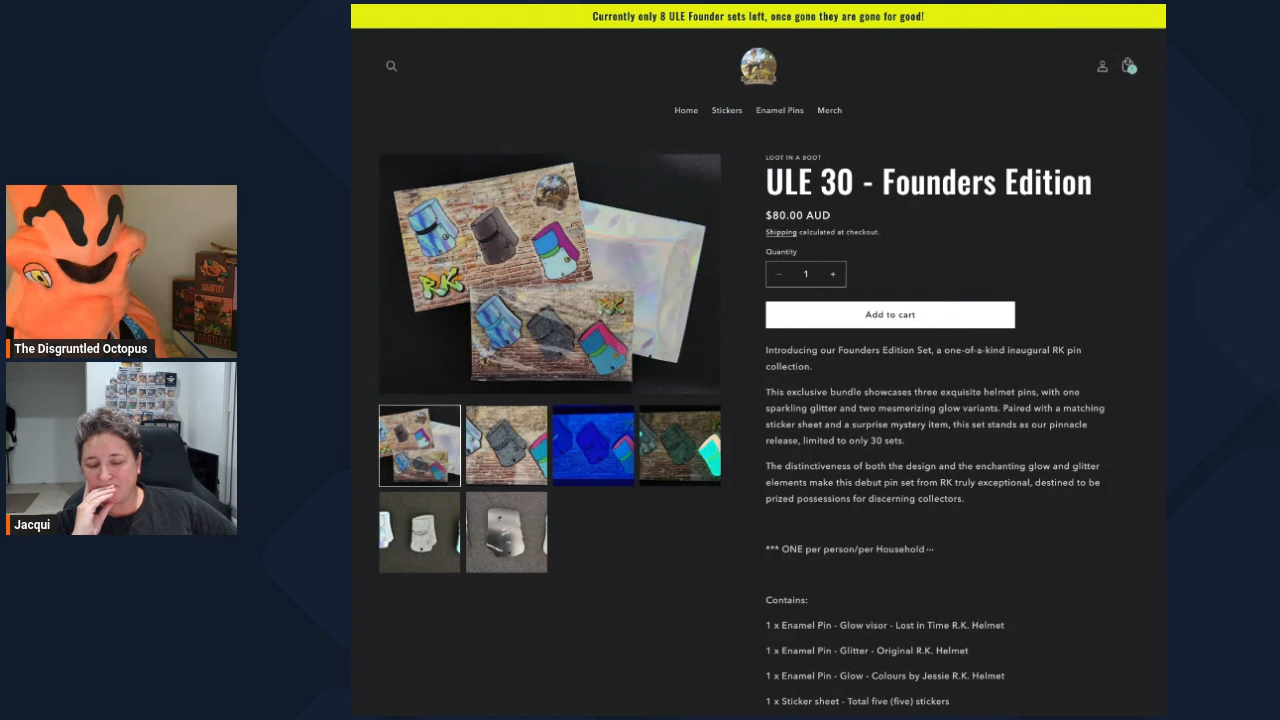 Currently only 8 ULE Founder sets left, once gone they are gone for good!
Home Stickers Enamel Pins Merch
LOOT IN A BOOT
ULE 30 - Founders Edition
$80.00 AUD
Shipping calculated at checkout.
Quantity
− 1 +
Add to cart
Introducing our Founders Edition Set, a one-of-a-kind inaugural RK pin
collection.
This exclusive bundle showcases three exquisite helmet pins, with one
sparkling glitter and two mesmerizing glow variants. Paired with a matching
sticker sheet and a surprise mystery item, this set stands as our pinnacle
release, limited to only 30 sets.
The distinctiveness of both the design and the enchanting glow and glitter
elements make this debut pin set from RK truly exceptional, destined to be
prized possessions for discerning collectors.
*** ONE per person/per Household ***
Contains:
1 x Enamel Pin - Glow visor - Lost in Time R.K. Helmet
1 x Enamel Pin - Glitter - Original R.K. Helmet
1 x Enamel Pin - Glow - Colours by Jessie R.K. Helmet
1 x Sticker sheet - Total five (five) stickers
RK
RK
The Disgruntled Octopus
Jacqui